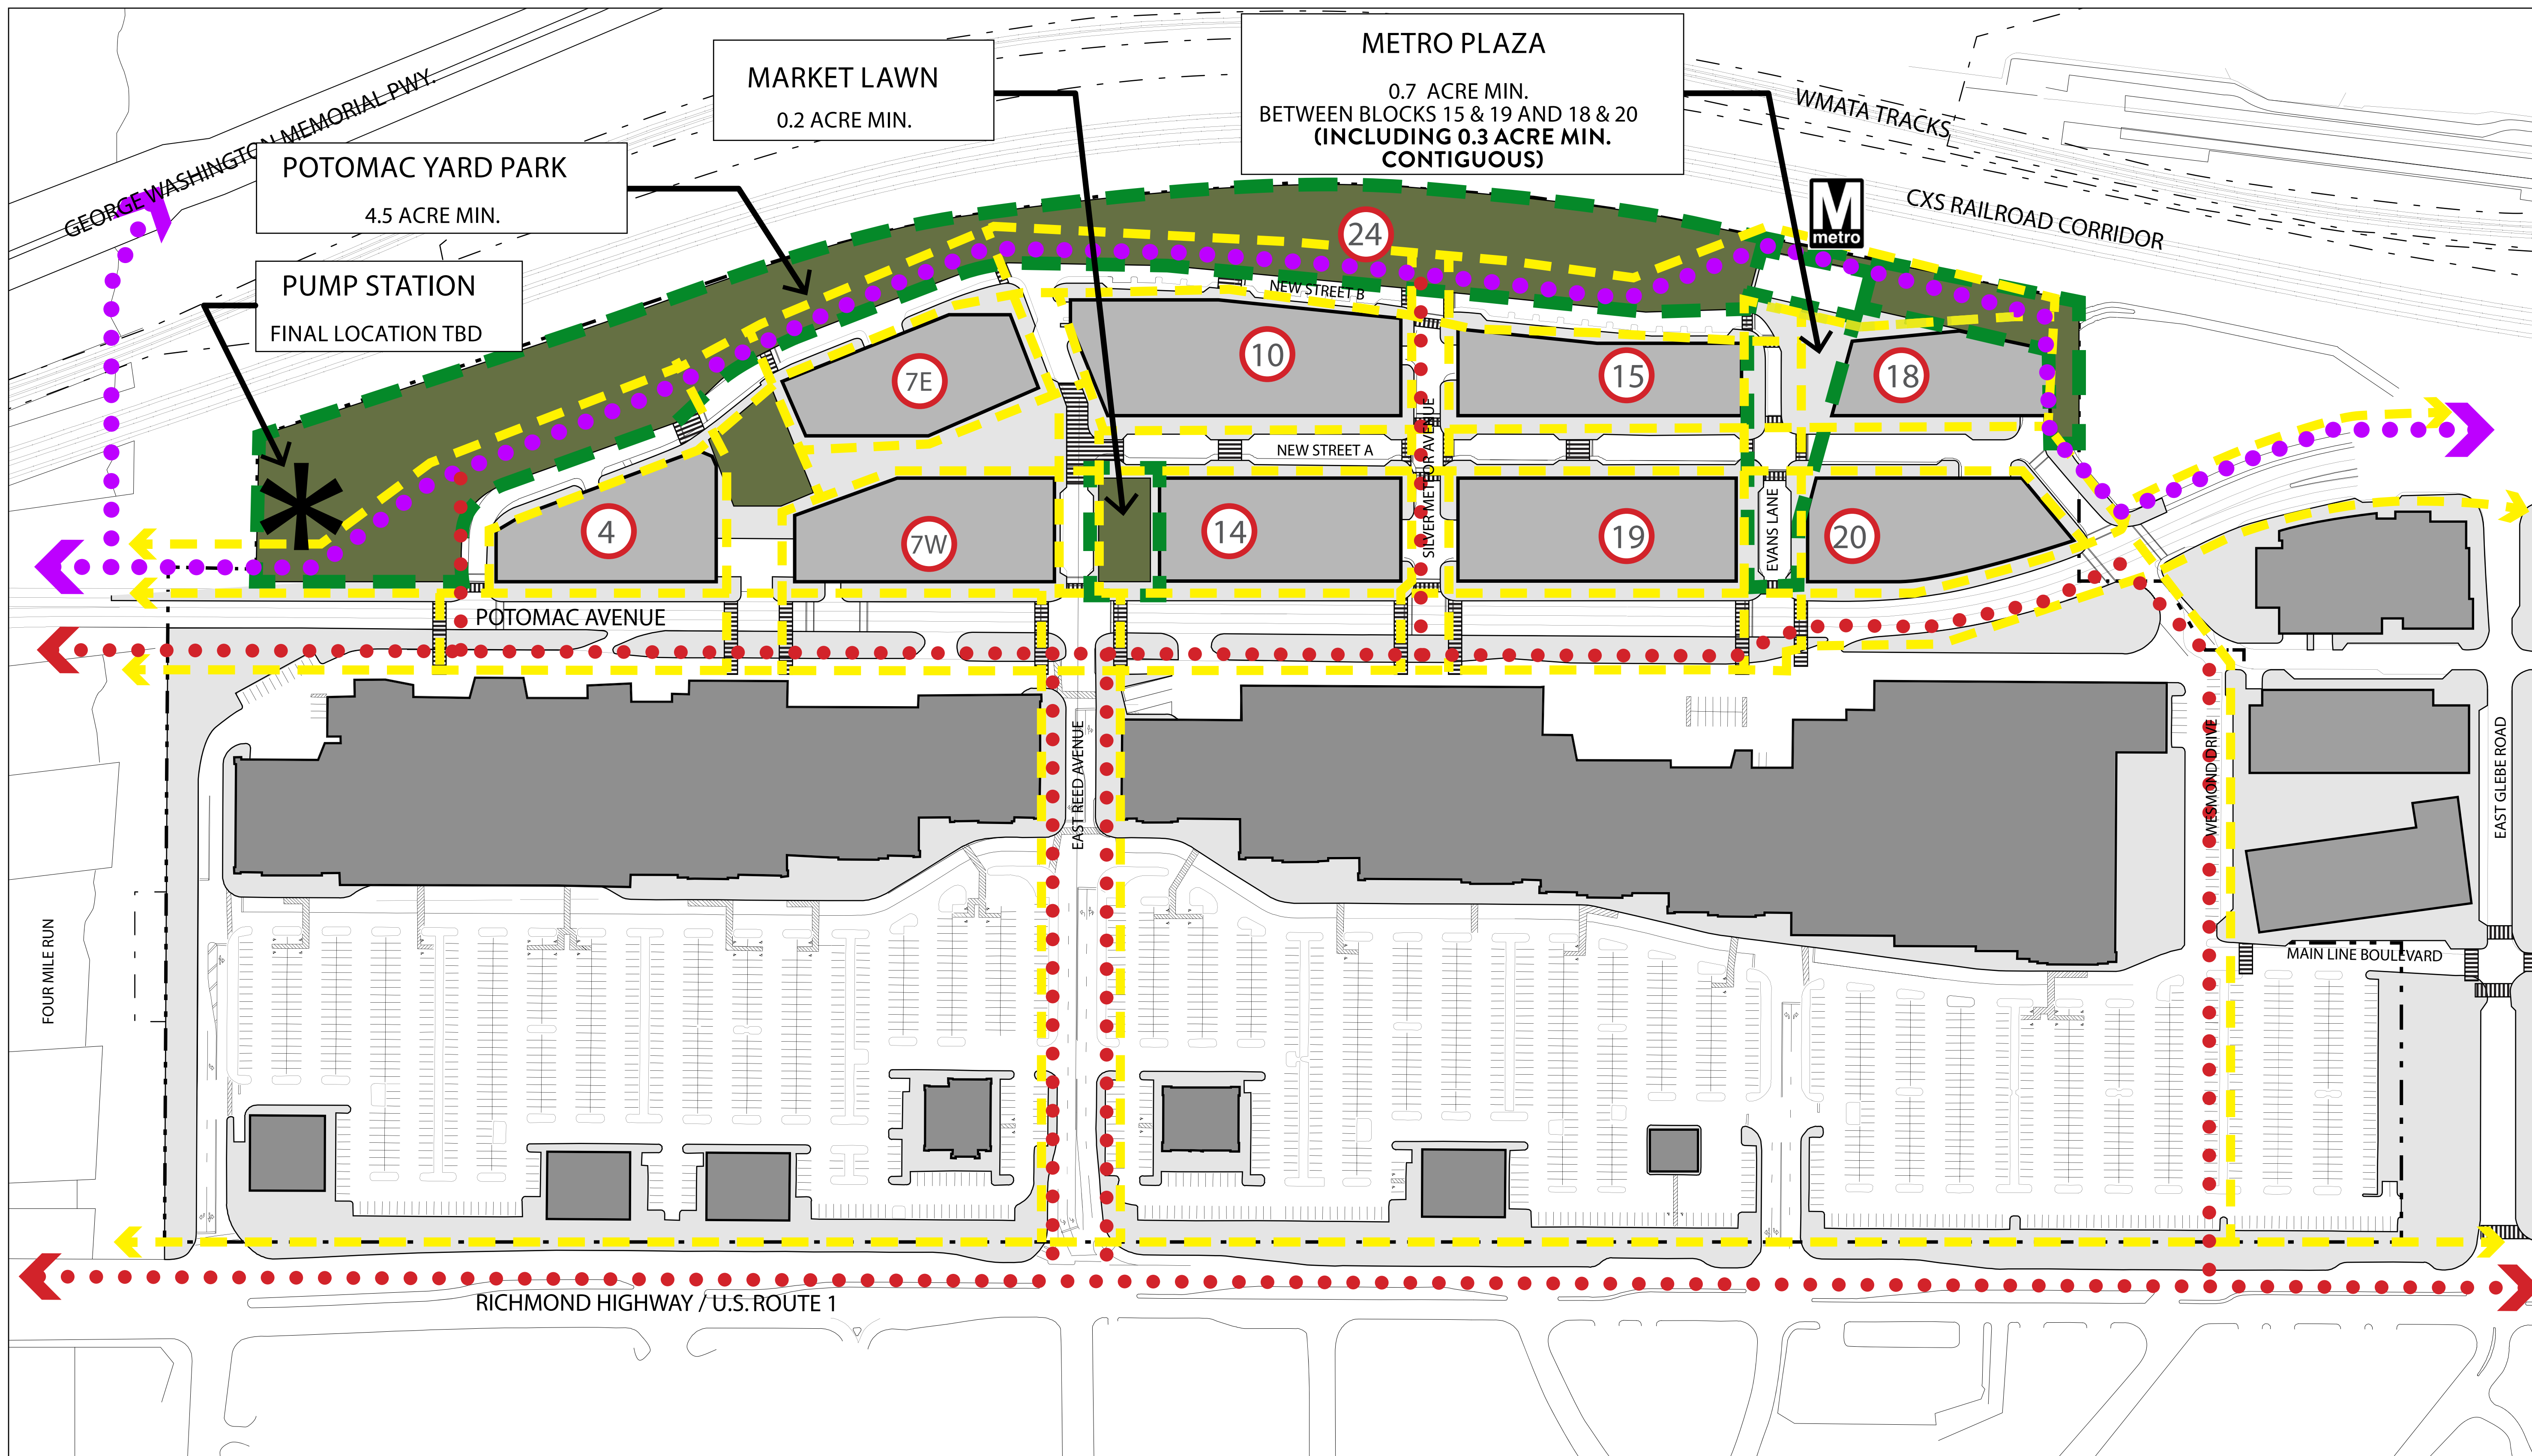 GEORGE WASHINGTON MEMORIAL PWY.
POTOMAC YARD PARK
4.5 ACRE MIN.
PUMP STATION
FINAL LOCATION TBD
MARKET LAWN
0.2 ACRE MIN.
METRO PLAZA
0.7 ACRE MIN.
BETWEEN BLOCKS 15 & 19 AND 18 & 20
(INCLUDING 0.3 ACRE MIN.
CONTIGUOUS)
WMATA TRACKS
CXS RAILROAD CORRIDOR
M
metro
24
NEW STREET B
7E
10
15
18
NEW STREET A
SILVER METEOR AVENUE
4
7W
14
19
EVANS LANE
20
POTOMAC AVENUE
EAST REED AVENUE
WESMOND DRIVE
EAST GLEBE ROAD
MAIN LINE BOULEVARD
FOUR MILE RUN
RICHMOND HIGHWAY / U.S. ROUTE 1